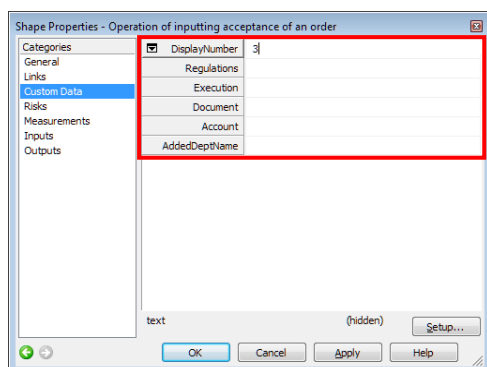 Shape Properties - Operation of inputting acceptance of an order
Categories
General
Links
Custom Data
Risks
Measurements
Inputs
Outputs
DisplayNumber 3
Regulations
Execution
Document
Account
AddedDeptName
text (hidden) Setup...
OK Cancel Apply Help